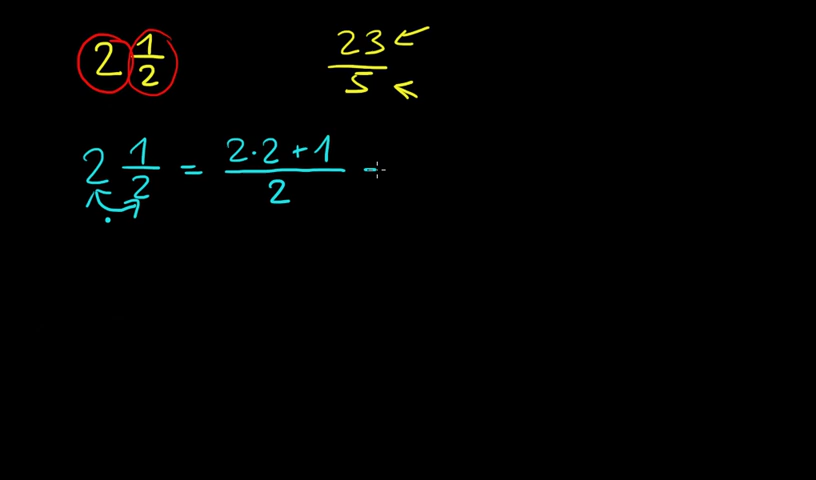 2 1/2 23/5
2 1/2 = (2·2+1)/2 =